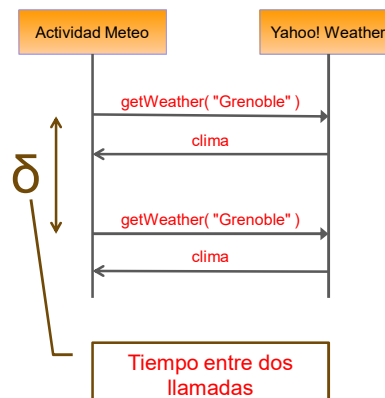 Actividad Meteo
Yahoo! Weather
getWeather( "Grenoble" )
clima
δ
getWeather( "Grenoble" )
clima
Tiempo entre dos
llamadas